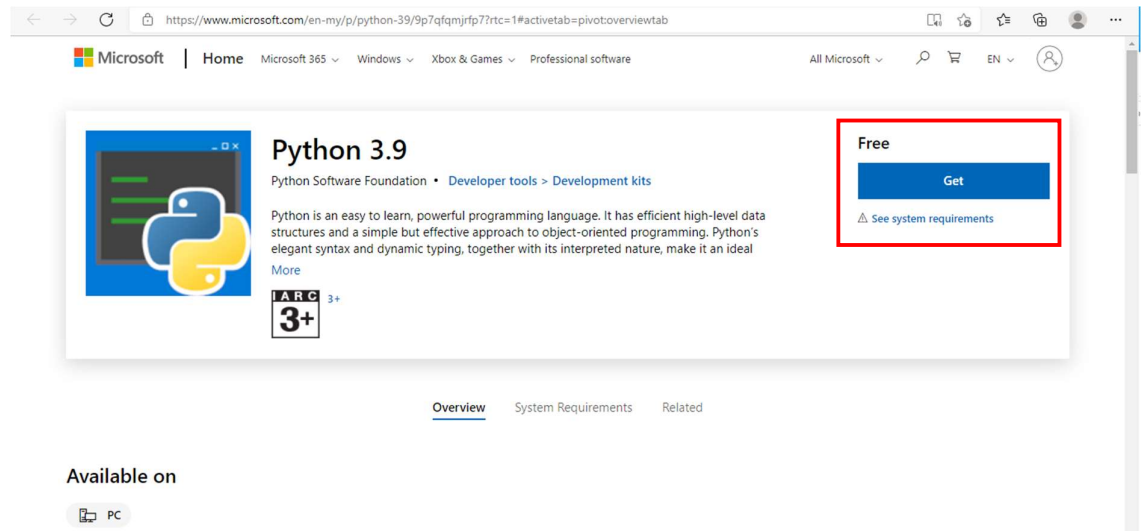 https://www.microsoft.com/en-my/p/python-39/9p7qfqmjrfp7?rtc=1#activetab=pivot:overviewtab
Microsoft Home Microsoft 365 Windows Xbox & Games Professional software All Microsoft EN
Python 3.9
Python Software Foundation • Developer tools > Development kits
Python is an easy to learn, powerful programming language. It has efficient high-level data
structures and a simple but effective approach to object-oriented programming. Python's
elegant syntax and dynamic typing, together with its interpreted nature, make it an ideal
More
IARC
3+
3+
Free
Get
See system requirements
Overview System Requirements Related
Available on
PC